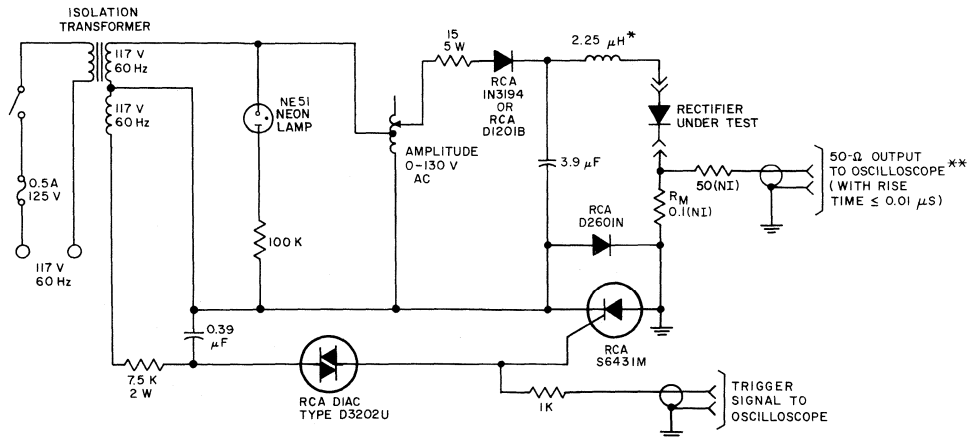 ISOLATION
TRANSFORMER
117 V
60 Hz
117 V
60 Hz
0.5A
125 V
117 V
60 Hz
NE51
NEON
LAMP
100 K
AMPLITUDE
0-130 V
AC
15
5 W
RCA
1N3194
OR
RCA
D1201B
2.25 μH*
RECTIFIER
UNDER TEST
3.9 μF
50(NI)
RM
0.1(NI)
50-Ω OUTPUT
TO OSCILLOSCOPE**
(WITH RISE
TIME ≤ 0.01 μS)
RCA
D2601N
RCA
S6431M
0.39
μF
7.5 K
2 W
RCA DIAC
TYPE D3202U
1K
TRIGGER
SIGNAL TO
OSCILLOSCOPE